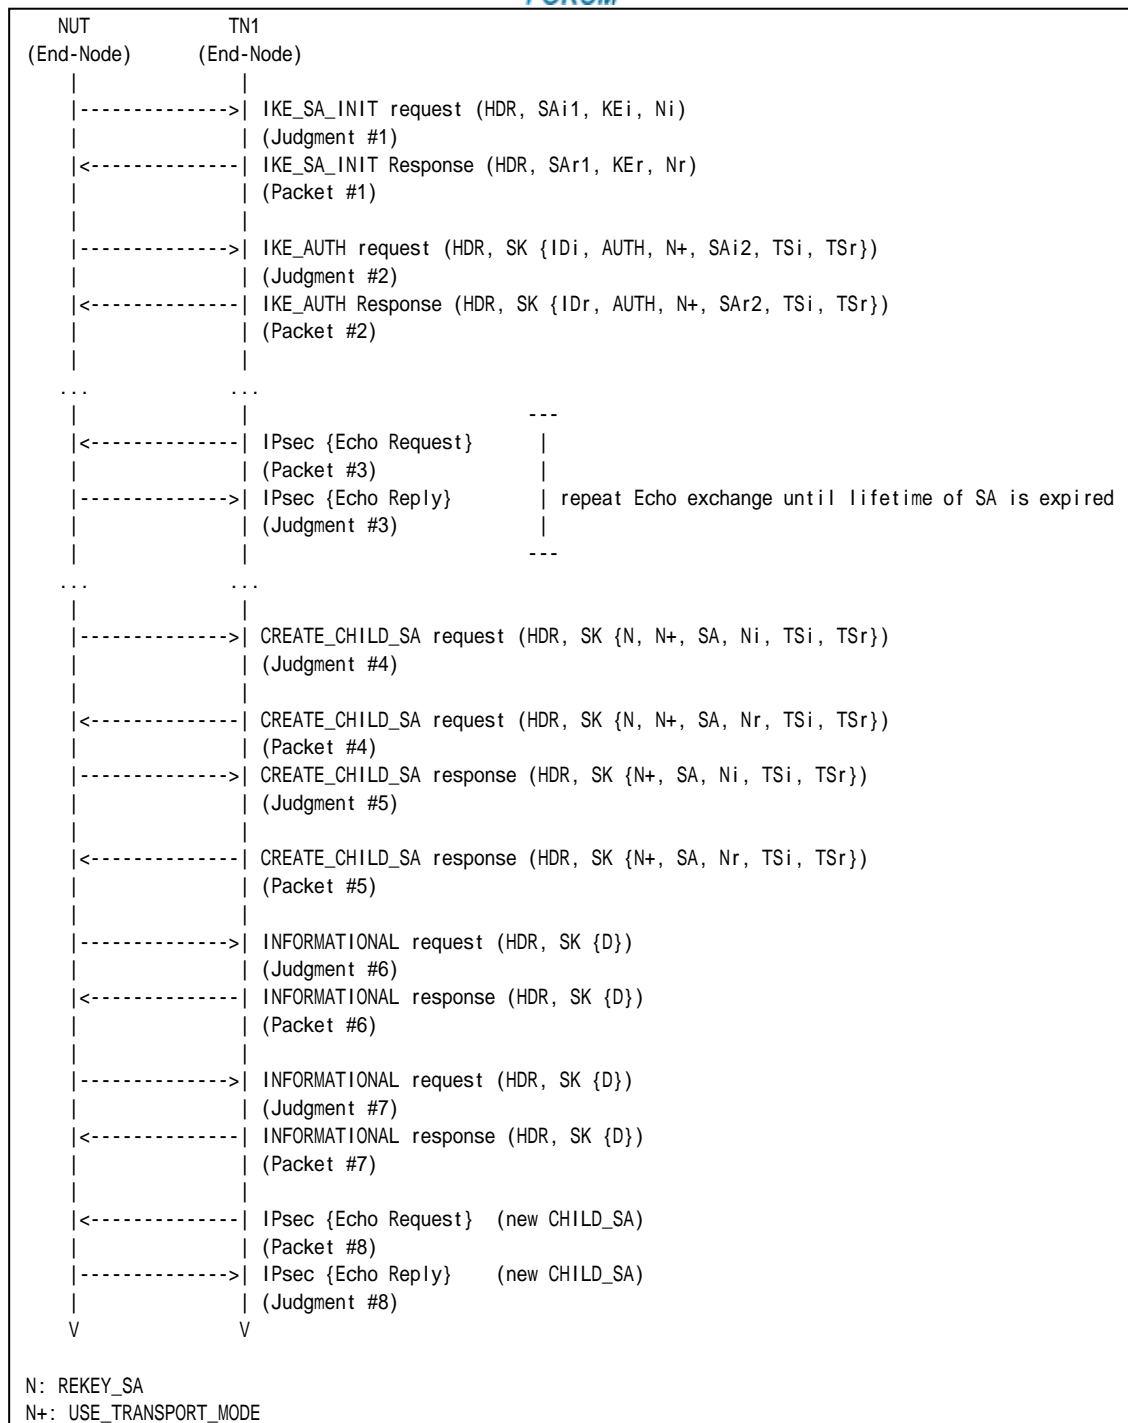 FORUM
NUT TN1
(End-Node) (End-Node)
| |
|-------------->| IKE_SA_INIT request (HDR, SAi1, KEi, Ni)
| | (Judgment #1)
|<--------------| IKE_SA_INIT Response (HDR, SAr1, KEr, Nr)
| | (Packet #1)
| |
|-------------->| IKE_AUTH request (HDR, SK {IDi, AUTH, N+, SAi2, TSi, TSr})
| | (Judgment #2)
|<--------------| IKE_AUTH Response (HDR, SK {IDr, AUTH, N+, SAr2, TSi, TSr})
| | (Packet #2)
| |
... ...
| | ---
|<--------------| IPsec {Echo Request} |
| | (Packet #3) |
|-------------->| IPsec {Echo Reply} | repeat Echo exchange until lifetime of SA is expired
| | (Judgment #3) |
| | ---
... ...
| |
|-------------->| CREATE_CHILD_SA request (HDR, SK {N, N+, SA, Ni, TSi, TSr})
| | (Judgment #4)
| |
|<--------------| CREATE_CHILD_SA request (HDR, SK {N, N+, SA, Nr, TSi, TSr})
| | (Packet #4)
|-------------->| CREATE_CHILD_SA response (HDR, SK {N+, SA, Ni, TSi, TSr})
| | (Judgment #5)
| |
|<--------------| CREATE_CHILD_SA response (HDR, SK {N+, SA, Nr, TSi, TSr})
| | (Packet #5)
| |
|-------------->| INFORMATIONAL request (HDR, SK {D})
| | (Judgment #6)
|<--------------| INFORMATIONAL response (HDR, SK {D})
| | (Packet #6)
| |
|-------------->| INFORMATIONAL request (HDR, SK {D})
| | (Judgment #7)
|<--------------| INFORMATIONAL response (HDR, SK {D})
| | (Packet #7)
| |
|<--------------| IPsec {Echo Request} (new CHILD_SA)
| | (Packet #8)
|-------------->| IPsec {Echo Reply} (new CHILD_SA)
| | (Judgment #8)
V V
N: REKEY_SA
N+: USE_TRANSPORT_MODE